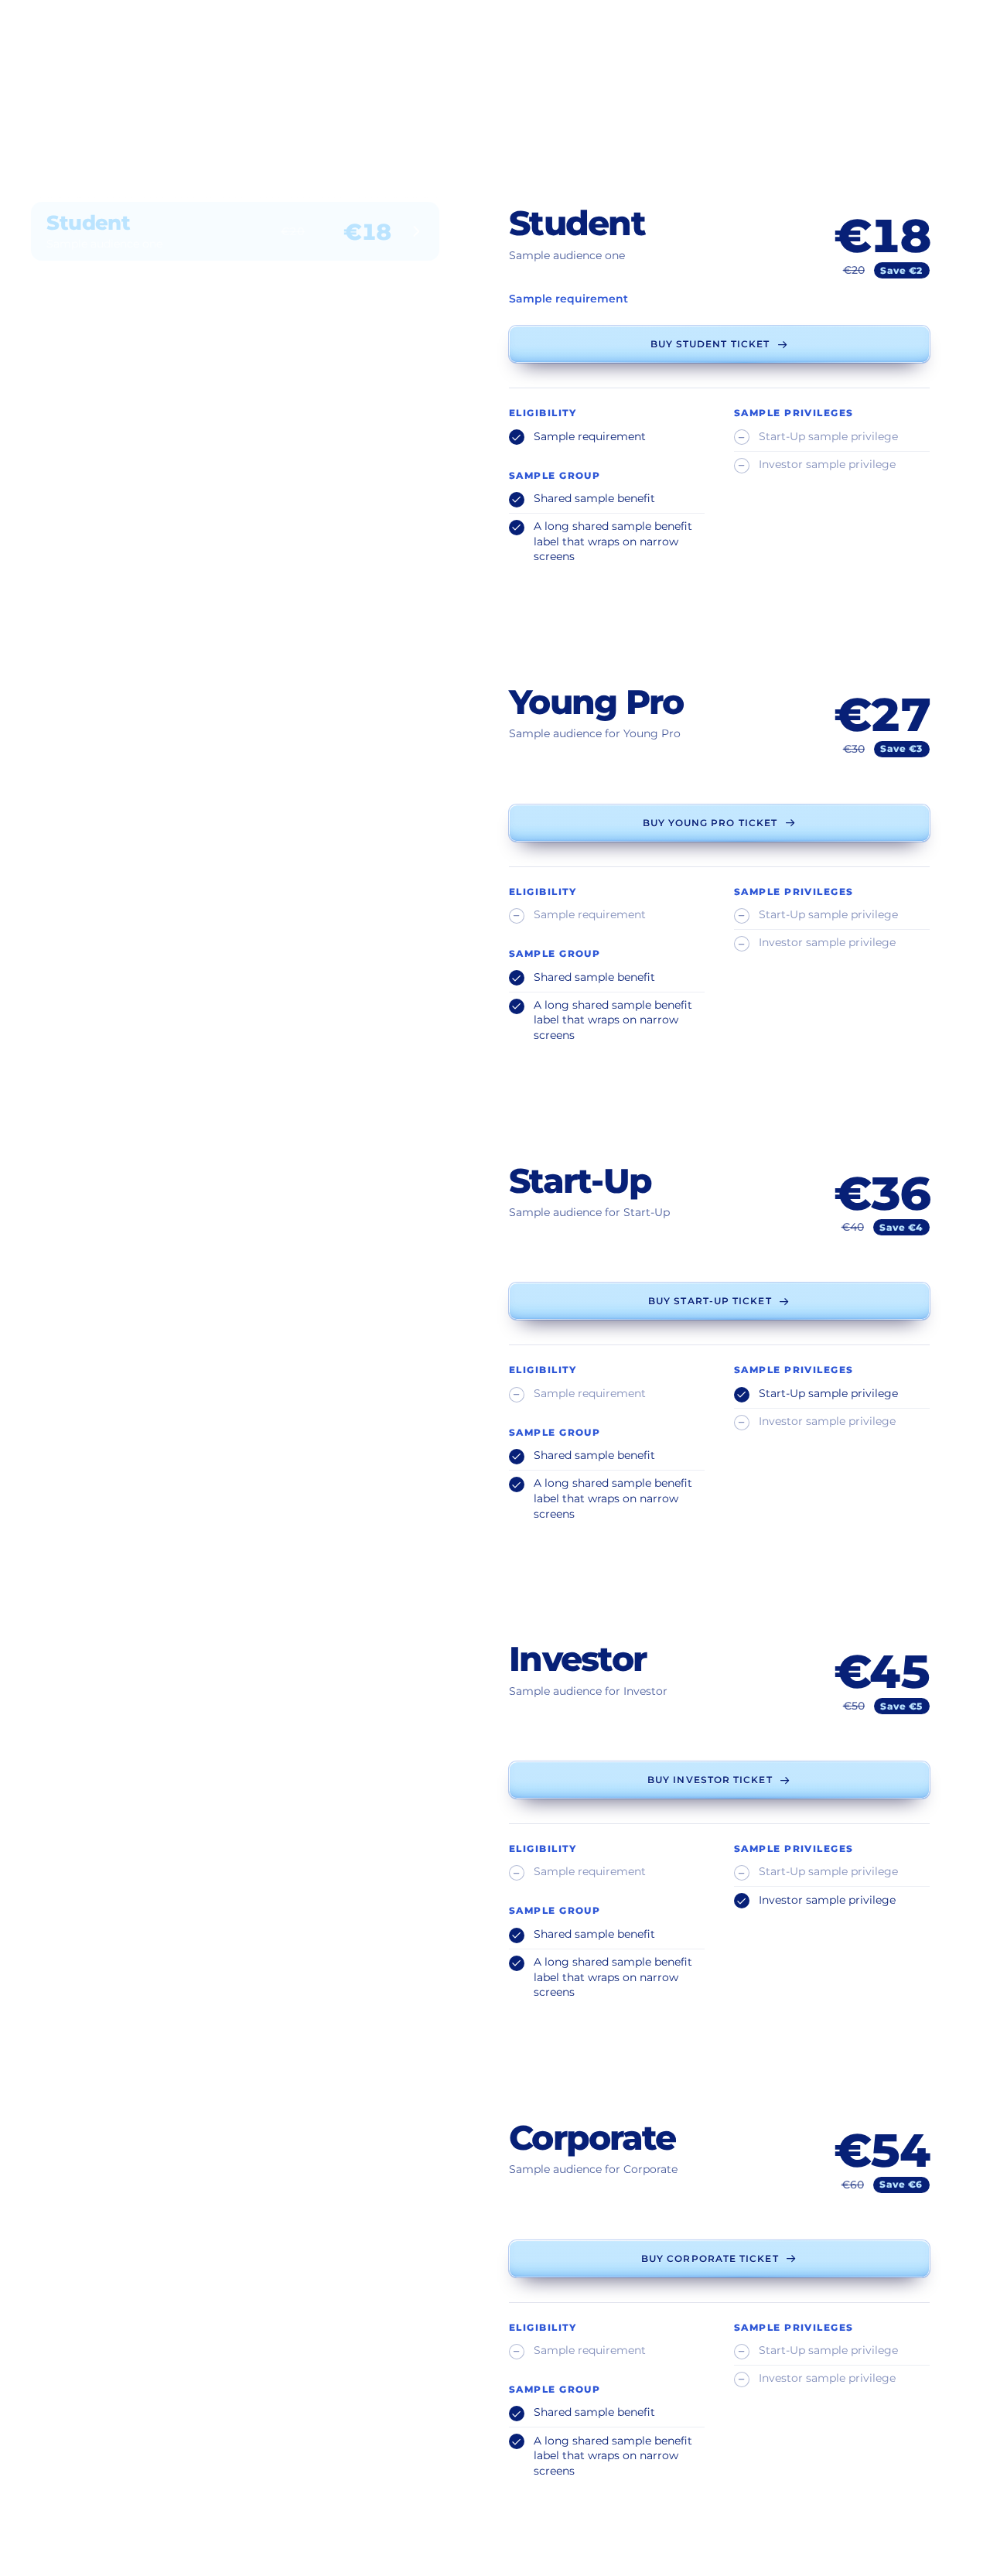 Student
€18
Student
Sample audience one
€18
€20 Save €2
Sample requirement
BUY STUDENT TICKET →
ELIGIBILITY
Sample requirement
SAMPLE GROUP
Shared sample benefit
A long shared sample benefit
label that wraps on narrow
screens
SAMPLE PRIVILEGES
Start-Up sample privilege
Investor sample privilege
Young Pro
Sample audience for Young Pro
€27
€30 Save €3
BUY YOUNG PRO TICKET →
ELIGIBILITY
Sample requirement
SAMPLE GROUP
Shared sample benefit
A long shared sample benefit
label that wraps on narrow
screens
SAMPLE PRIVILEGES
Start-Up sample privilege
Investor sample privilege
Start-Up
Sample audience for Start-Up
€36
€40 Save €4
BUY START-UP TICKET →
ELIGIBILITY
Sample requirement
SAMPLE GROUP
Shared sample benefit
A long shared sample benefit
label that wraps on narrow
screens
SAMPLE PRIVILEGES
Start-Up sample privilege
Investor sample privilege
Investor
Sample audience for Investor
€45
€50 Save €5
BUY INVESTOR TICKET →
ELIGIBILITY
Sample requirement
SAMPLE GROUP
Shared sample benefit
A long shared sample benefit
label that wraps on narrow
screens
SAMPLE PRIVILEGES
Start-Up sample privilege
Investor sample privilege
Corporate
Sample audience for Corporate
€54
€60 Save €6
BUY CORPORATE TICKET →
ELIGIBILITY
Sample requirement
SAMPLE GROUP
Shared sample benefit
A long shared sample benefit
label that wraps on narrow
screens
SAMPLE PRIVILEGES
Start-Up sample privilege
Investor sample privilege